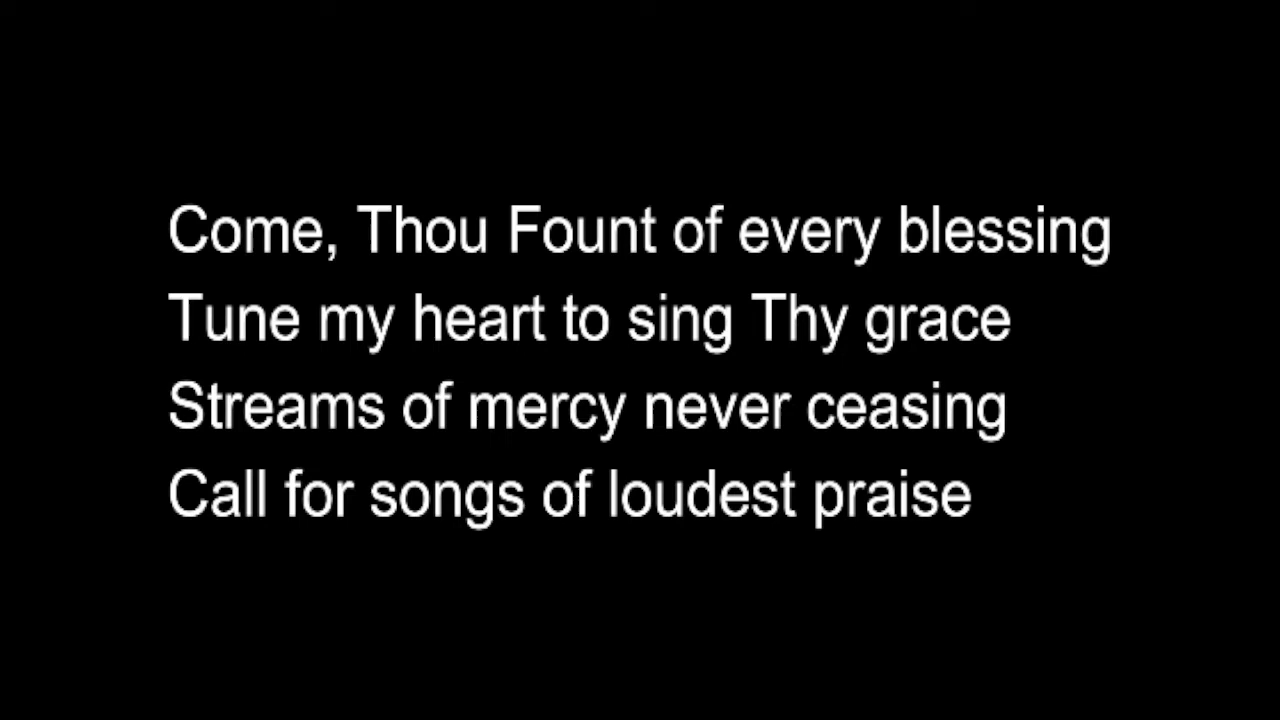 Come, Thou Fount of every blessing
Tune my heart to sing Thy grace
Streams of mercy never ceasing
Call for songs of loudest praise